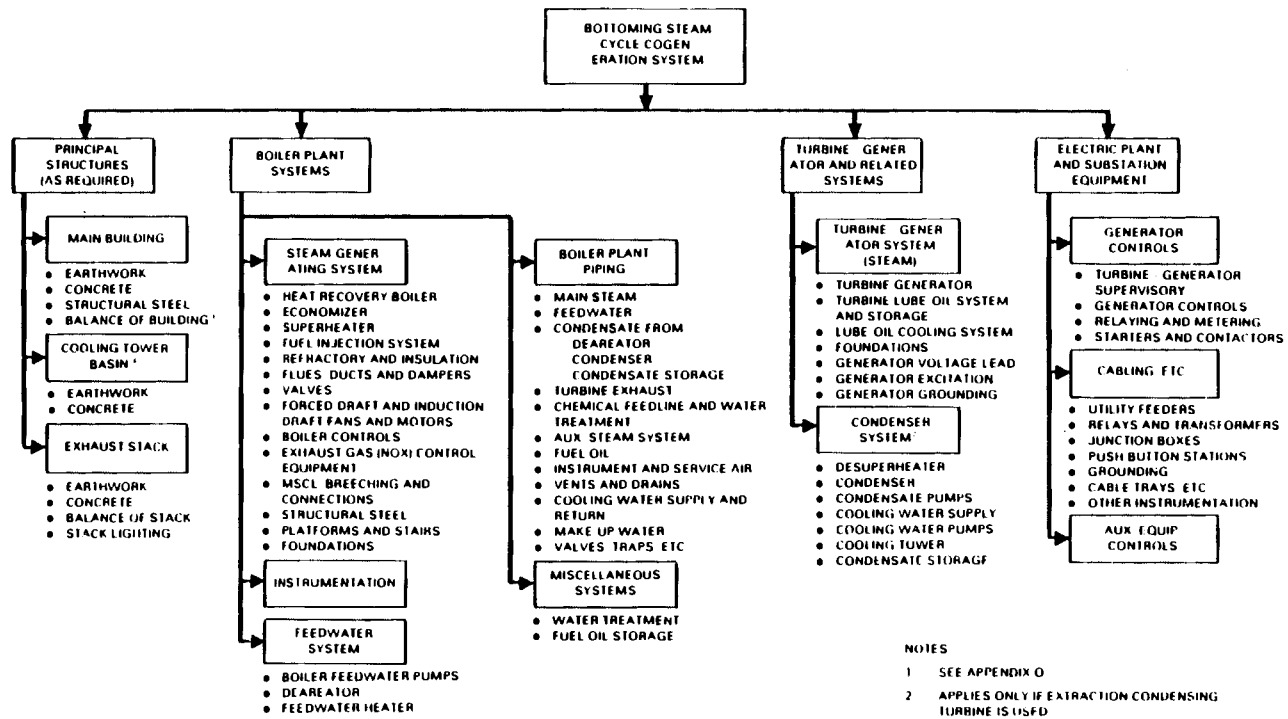 BOTTOMING STEAM
CYCLE COGEN
ERATION SYSTEM
PRINCIPAL
STRUCTURES
(AS REQUIRED)
MAIN BUILDING
• EARTHWORK
• CONCRETE
• STRUCTURAL STEEL
• BALANCE OF BUILDING 1
COOLING TOWER
BASIN
• EARTHWORK
• CONCRETE
EXHAUST STACK
• EARTHWORK
• CONCRETE
• BALANCE OF STACK
• STACK LIGHTING
BOILER PLANT
SYSTEMS
STEAM GENER
ATING SYSTEM
• HEAT RECOVERY BOILER
• ECONOMIZER
• SUPERHEATER
• FUEL INJECTION SYSTEM
• REFRACTORY AND INSULATION
• FLUES DUCTS AND DAMPERS
• VALVES
• FORCED DRAFT AND INDUCTION
DRAFT FANS AND MOTORS
• BOILER CONTROLS
• EXHAUST GAS (NOX) CONTROL
EQUIPMENT
• MSCL BREECHING AND
CONNECTIONS
• STRUCTURAL STEEL
• PLATFORMS AND STAIRS
• FOUNDATIONS
INSTRUMENTATION
FEEDWATER
SYSTEM
• BOILER FEEDWATER PUMPS
• DEAREATOR
• FEEDWATER HEATER
BOILER PLANT
PIPING
• MAIN STEAM
• FEEDWATER
• CONDENSATE FROM
DEAREATOR
CONDENSER
CONDENSATE STORAGE
• TURBINE EXHAUST
• CHEMICAL FEEDLINE AND WATER
TREATMENT
• AUX STEAM SYSTEM
• FUEL OIL
• INSTRUMENT AND SERVICE AIR
• VENTS AND DRAINS
• COOLING WATER SUPPLY AND
RETURN
• MAKE UP WATER
• VALVES TRAPS ETC
MISCELLANEOUS
SYSTEMS
• WATER TREATMENT
• FUEL OIL STORAGE
TURBINE GENER
ATOR AND RELATED
SYSTEMS
TURBINE GENER
ATOR SYSTEM
(STEAM)
• TURBINE GENERATOR
• TURBINE LUBE OIL SYSTEM
AND STORAGE
• LUBE OIL COOLING SYSTEM
• FOUNDATIONS
• GENERATOR VOLTAGE LEAD
• GENERATOR EXCITATION
• GENERATOR GROUNDING
CONDENSER
SYSTEM
• DESUPERHEATER
• CONDENSER
• CONDENSATE PUMPS
• COOLING WATER SUPPLY
• COOLING WATER PUMPS
• COOLING TOWER
• CONDENSATE STORAGE
ELECTRIC PLANT
AND SUBSTATION
EQUIPMENT
GENERATOR
CONTROLS
• TURBINE - GENERATOR
SUPERVISORY
• GENERATOR CONTROLS
• RELAYING AND METERING
• STARTERS AND CONTACTORS
CABLING ETC
• UTILITY FEEDERS
• RELAYS AND TRANSFORMERS
• JUNCTION BOXES
• PUSH BUTTON STATIONS
• GROUNDING
• CABLE TRAYS ETC
• OTHER INSTRUMENTATION
AUX EQUIP
CONTROLS
NOTES
1 SEE APPENDIX O
2 APPLIES ONLY IF EXTRACTION CONDENSING
TURBINE IS USED